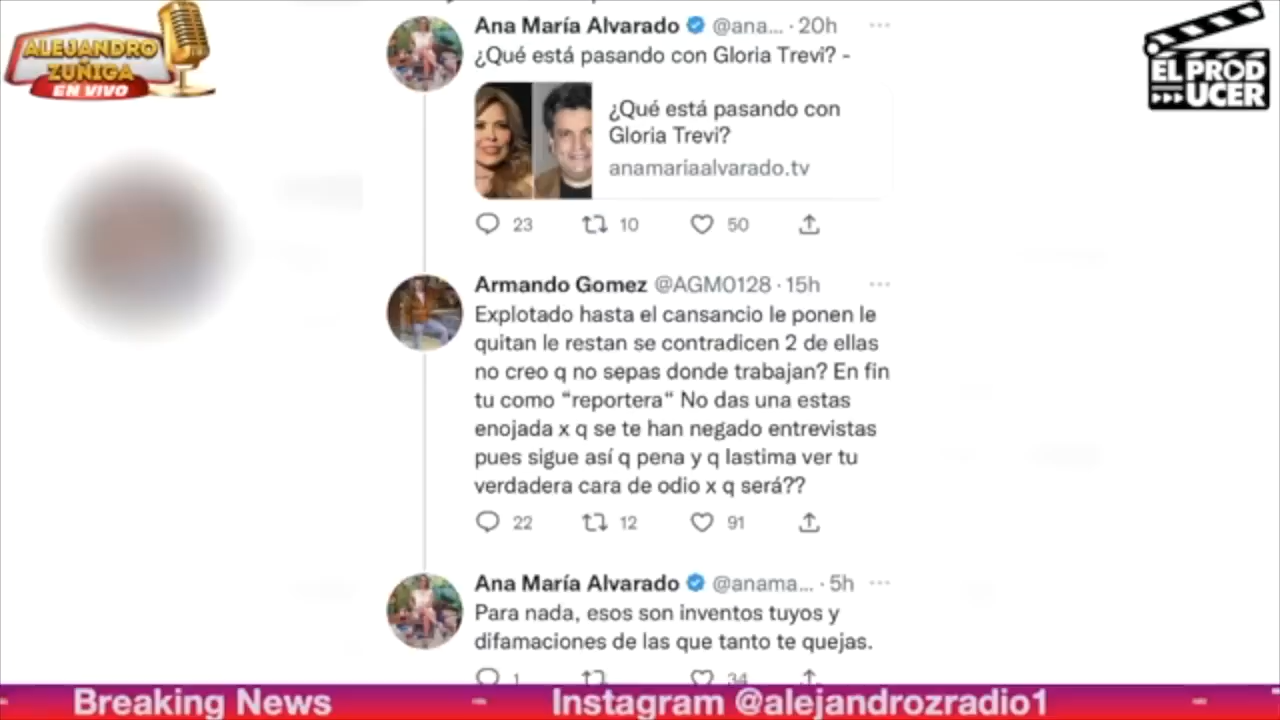 ALEJANDRO
ZUÑIGA
EN VIVO
EL PRODUCER
Ana María Alvarado @ana... · 20h
¿Qué está pasando con Gloria Trevi? -
¿Qué está pasando con
Gloria Trevi?
anamariaalvarado.tv
23 10 50
Armando Gomez @AGMO128 · 15h
Explotado hasta el cansancio le ponen le
quitan le restan se contradicen 2 de ellas
no creo q no sepas donde trabajan? En fin
tu como “reportera“ No das una estas
enojada x q se te han negado entrevistas
pues sigue así q pena y q lastima ver tu
verdadera cara de odio x q será??
22 12 91
Ana María Alvarado @anama... · 5h
Para nada, esos son inventos tuyos y
difamaciones de las que tanto te quejas.
1 34
- Breaking News - Instagram @alejandrozradio1 -